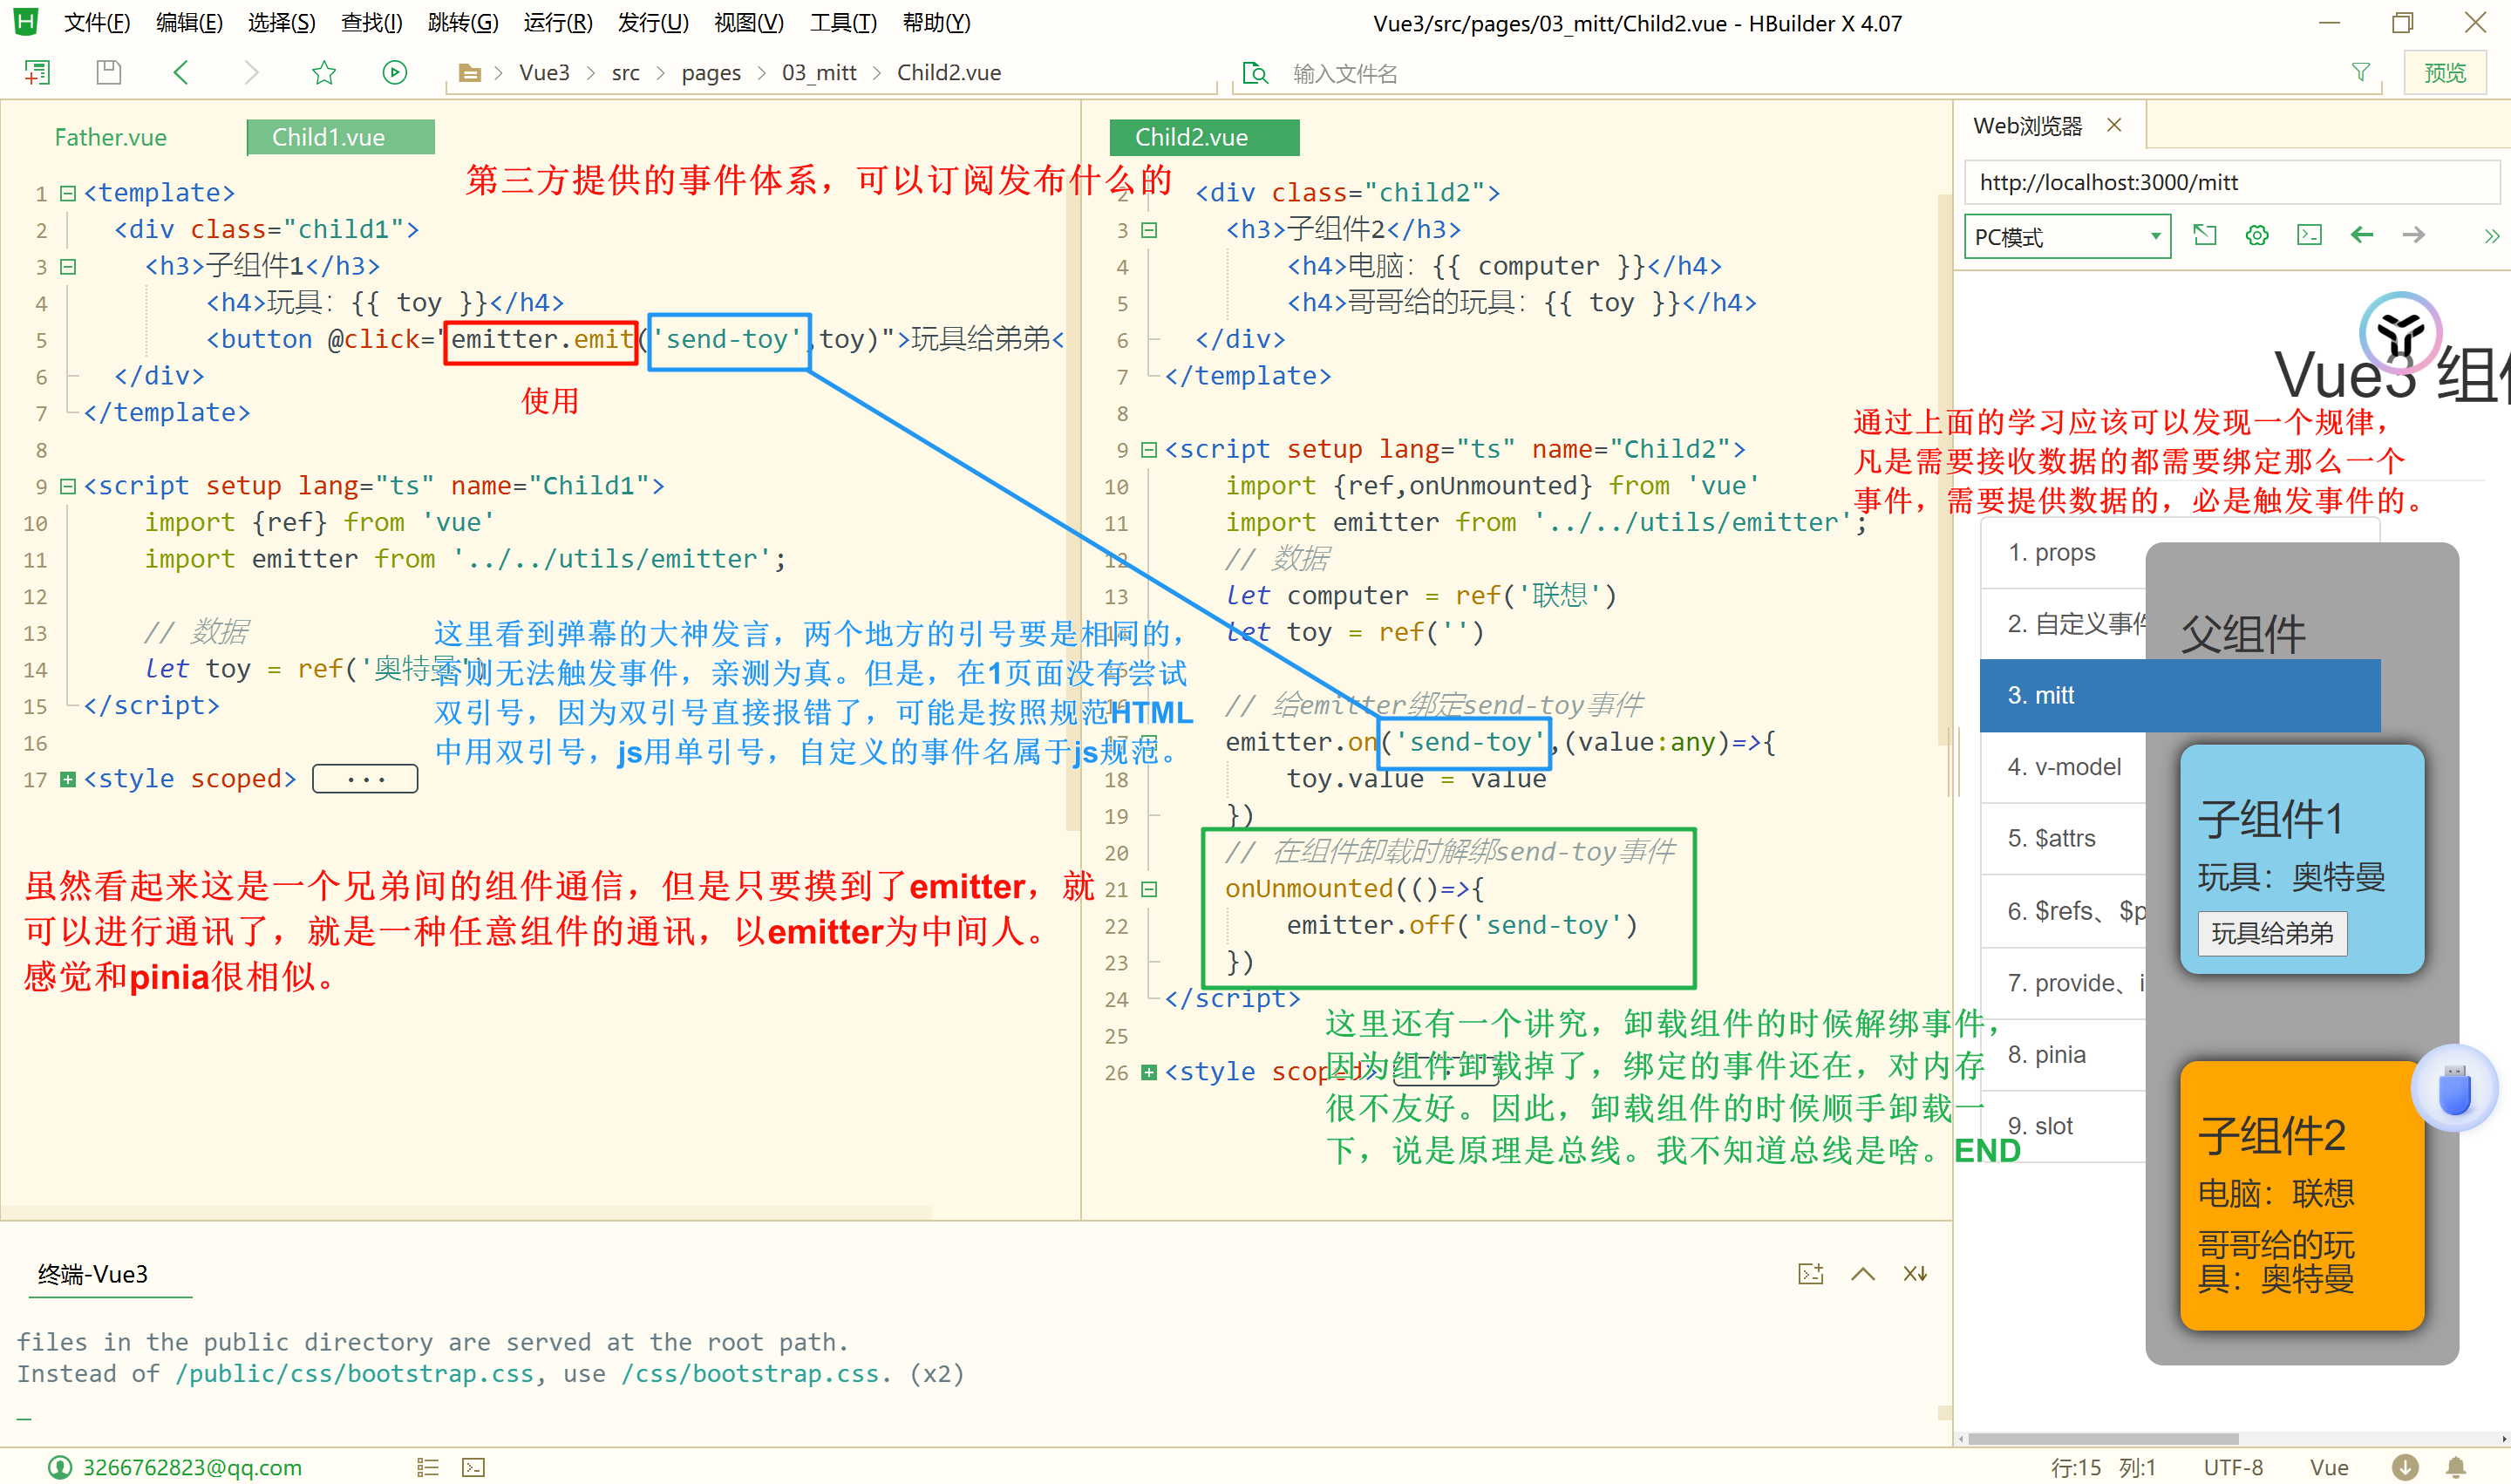 文件(F) 编辑(E) 选择(S) 查找(I) 跳转(G) 运行(R) 发行(U) 视图(V) 工具(T) 帮助(Y)
Vue3/src/pages/03_mitt/Child2.vue - HBuilder X 4.07
Vue3 src pages 03_mitt Child2.vue
输入文件名
预览
Father.vue
Child1.vue
第三方提供的事件体系，可以订阅发布什么的
1 <template>
2 <div class="child1">
3 <h3>子组件1</h3>
4 <h4>玩具：{{ toy }}</h4>
5 <button @click="emitter.emit('send-toy',toy)">玩具给弟弟<
使用
6 </div>
7 </template>
8
9 <script setup lang="ts" name="Child1">
10 import {ref} from 'vue'
11 import emitter from '../../utils/emitter';
12
13 // 数据
14 let toy = ref('奥特曼')
15 </script>
16
17 <style scoped> ...
这里看到弹幕的大神发言，两个地方的引号要是相同的，
否则无法触发事件，亲测为真。但是，在1页面没有尝试
双引号，因为双引号直接报错了，可能是按照规范HTML
中用双引号，js用单引号，自定义的事件名属于js规范。
虽然看起来这是一个兄弟间的组件通信，但是只要摸到了emitter，就
可以进行通讯了，就是一种任意组件的通讯，以emitter为中间人。
感觉和pinia很相似。
Child2.vue
2 <div class="child2">
3 <h3>子组件2</h3>
4 <h4>电脑：{{ computer }}</h4>
5 <h4>哥哥给的玩具：{{ toy }}</h4>
6 </div>
7 </template>
8
9 <script setup lang="ts" name="Child2">
10 import {ref,onUnmounted} from 'vue'
11 import emitter from '../../utils/emitter';
12 // 数据
13 let computer = ref('联想')
14 let toy = ref('')
15
16 // 给emitter绑定send-toy事件
17 emitter.on('send-toy',(value:any)=>{
18 toy.value = value
19 })
20 // 在组件卸载时解绑send-toy事件
21 onUnmounted(()=>{
22 emitter.off('send-toy')
23 })
24 </script>
25
26 <style scoped> ...
这里还有一个讲究，卸载组件的时候解绑事件，
因为组件卸载掉了，绑定的事件还在，对内存
很不友好。因此，卸载组件的时候顺手卸载一
下，说是原理是总线。我不知道总线是啥。END
Web浏览器
http://localhost:3000/mitt
PC模式
Vue3 组件
通过上面的学习应该可以发现一个规律，
凡是需要接收数据的都需要绑定那么一个
事件，需要提供数据的，必是触发事件的。
1. props
2. 自定义事件
3. mitt
4. v-model
5. $attrs
6. $refs、$p
7. provide、i
8. pinia
9. slot
父组件
子组件1
玩具：奥特曼
玩具给弟弟
子组件2
电脑：联想
哥哥给的玩
具：奥特曼
终端-Vue3
files in the public directory are served at the root path.
Instead of /public/css/bootstrap.css, use /css/bootstrap.css. (x2)
3266762823@qq.com
行:15 列:1 UTF-8 Vue